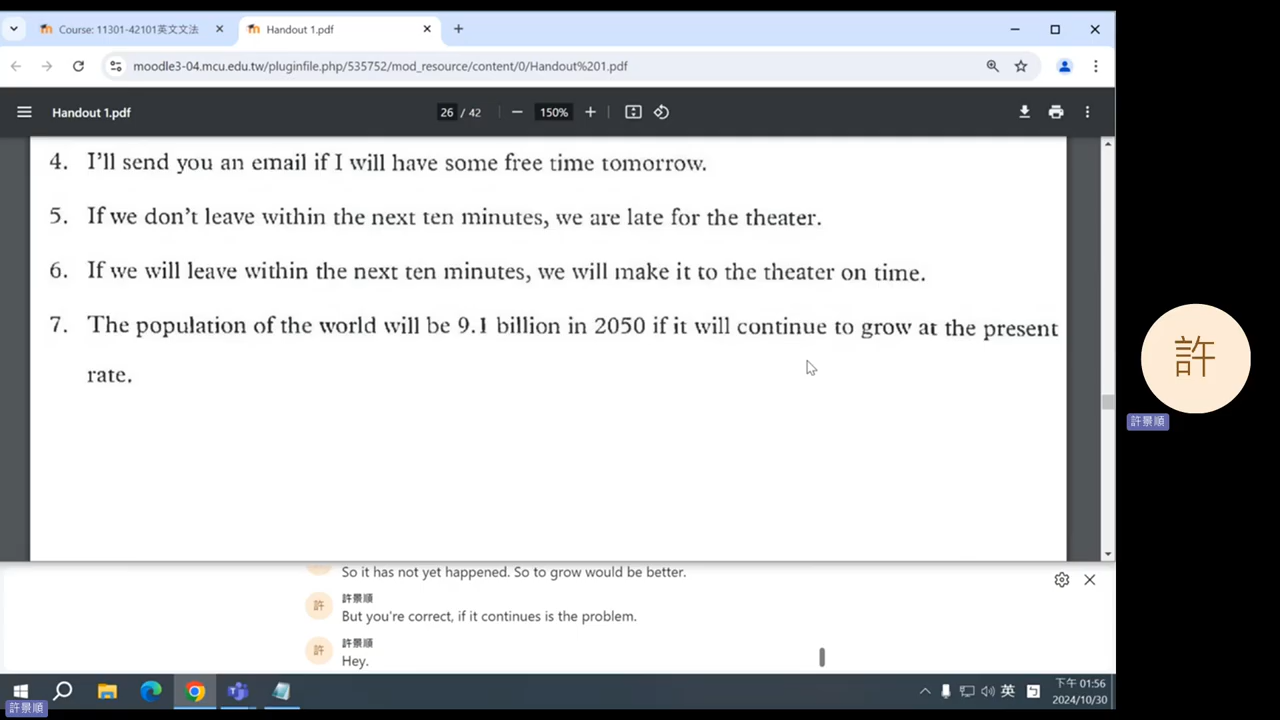 Course: 11301-42101英文文法
Handout 1.pdf
moodle3-04.mcu.edu.tw/pluginfile.php/535752/mod_resource/content/0/Handout%201.pdf
Handout 1.pdf
26 / 42
150%
4. I'll send you an email if I will have some free time tomorrow.
5. If we don't leave within the next ten minutes, we are late for the theater.
6. If we will leave within the next ten minutes, we will make it to the theater on time.
7. The population of the world will be 9.1 billion in 2050 if it will continue to grow at the present
rate.
許
許景順
So it has not yet happened. So to grow would be better.
許
許景順
But you're correct, if it continues is the problem.
許
許景順
Hey.
英
下午 01:56
2024/10/30
許景順